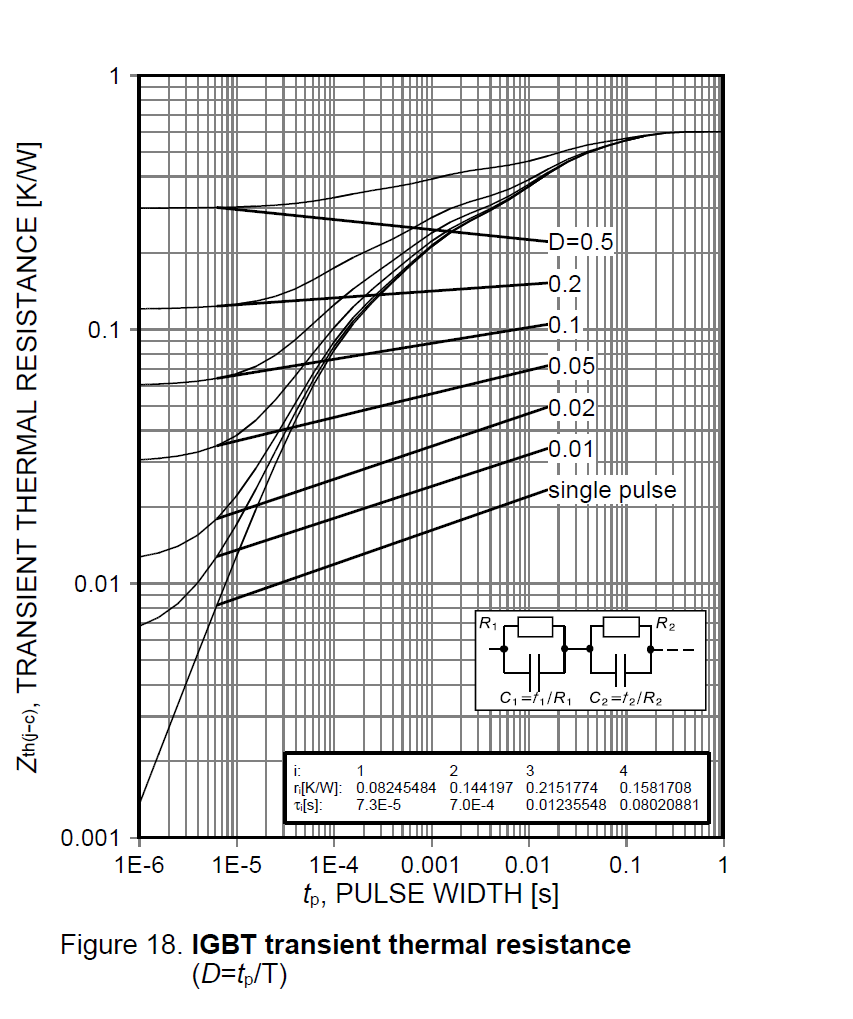 Zth(j-c), TRANSIENT THERMAL RESISTANCE [K/W]
1
0.1
0.01
0.001
D=0.5
0.2
0.1
0.05
0.02
0.01
single pulse
R1
R2
C1=t1/R1 C2=t2/R2
i: 1 2 3 4
ri[K/W]: 0.08245484 0.144197 0.2151774 0.1581708
τi[s]: 7.3E-5 7.0E-4 0.01235548 0.08020881
1E-6 1E-5 1E-4 0.001 0.01 0.1 1
tp, PULSE WIDTH [s]
Figure 18. IGBT transient thermal resistance
(D=tp/T)